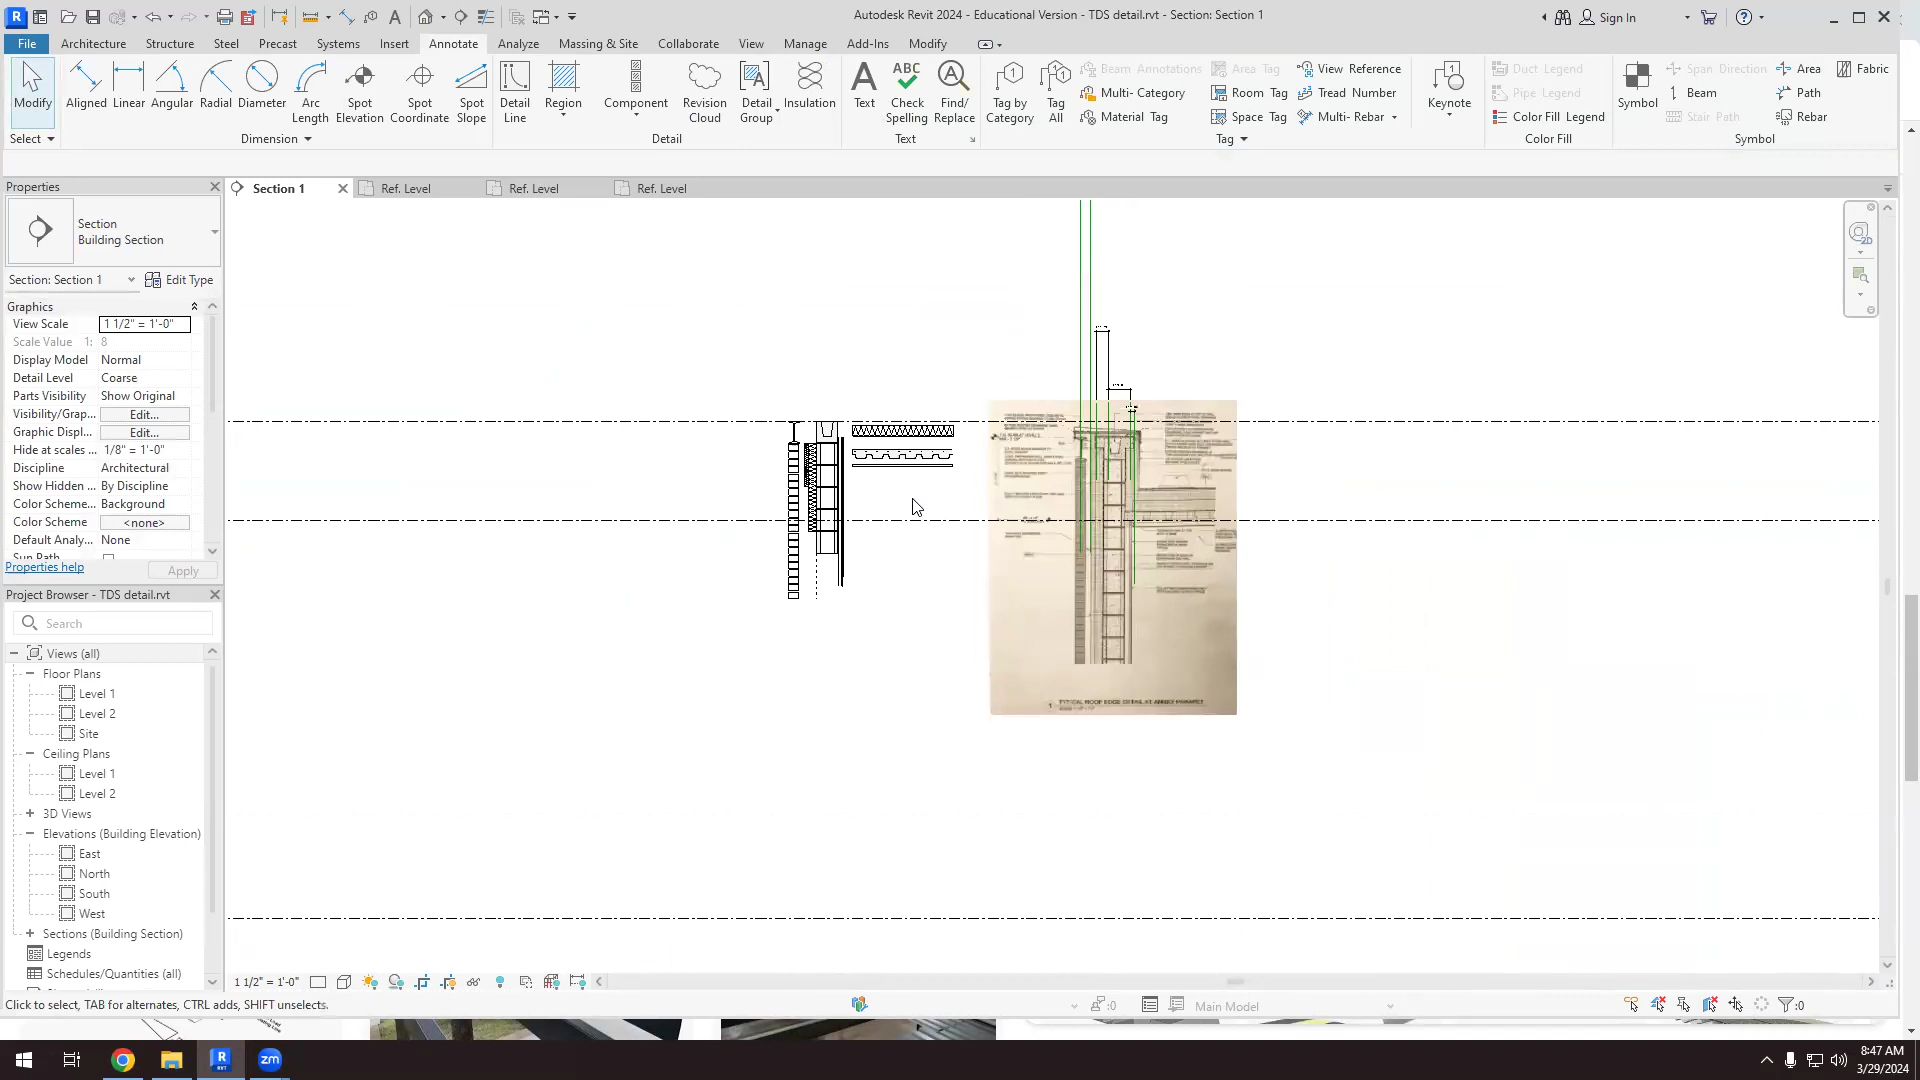 Autodesk Revit 2024 - Educational Version - TDS detail.rvt - Section: Section 1
Sign In
File Architecture Structure Steel Precast Systems Insert Annotate Analyze Massing & Site Collaborate View Manage Add-Ins Modify
Modify Aligned Linear Angular Radial Diameter Arc Length Spot Elevation Spot Coordinate Spot Slope
Detail Line Region Component Revision Cloud Detail Group Insulation
Text ABC Check Spelling Find/ Replace
Tag by Category Tag All Beam Annotations Multi- Category Material Tag
Area Tag Room Tag Space Tag
View Reference Tread Number Multi- Rebar
Keynote
Duct Legend Pipe Legend Color Fill Legend
Symbol Span Direction Beam Stair Path
Area Path Rebar Fabric
Select Dimension Detail Text Tag Color Fill Symbol
Properties
Section 1 Ref. Level Ref. Level Ref. Level
Section
Building Section
Section: Section 1 Edit Type
Graphics
View Scale 1 1/2" = 1'-0"
Scale Value 1: 8
Display Model Normal
Detail Level Coarse
Parts Visibility Show Original
Visibility/Grap... Edit...
Graphic Displ... Edit...
Hide at scales ... 1/8" = 1'-0"
Discipline Architectural
Show Hidden ... By Discipline
Color Scheme... Background
Color Scheme <none>
Default Analy... None
Sun Path
Properties help Apply
Project Browser - TDS detail.rvt
Search
Views (all)
Floor Plans
Level 1
Level 2
Site
Ceiling Plans
Level 1
Level 2
3D Views
Elevations (Building Elevation)
East
North
South
West
Sections (Building Section)
Legends
Schedules/Quantities (all)
TYPICAL ROOF EDGE DETAIL AT ANNEX PARAPET
1 1/2" = 1'-0"
Click to select, TAB for alternates, CTRL adds, SHIFT unselects.
:0
Main Model
:0
8:47 AM
3/29/2024